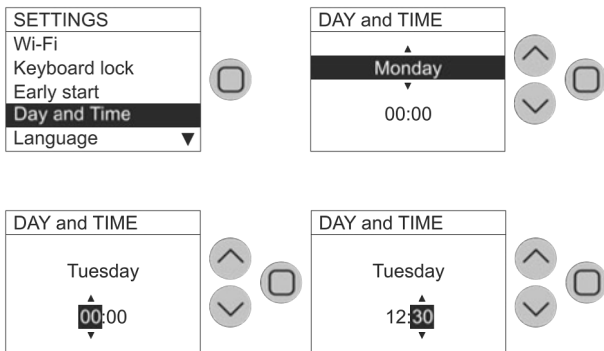 SETTINGS
Wi-Fi
Keyboard lock
Early start
Day and Time
Language
DAY and TIME
Monday
00:00
DAY and TIME
Tuesday
00:00
DAY and TIME
Tuesday
12:30